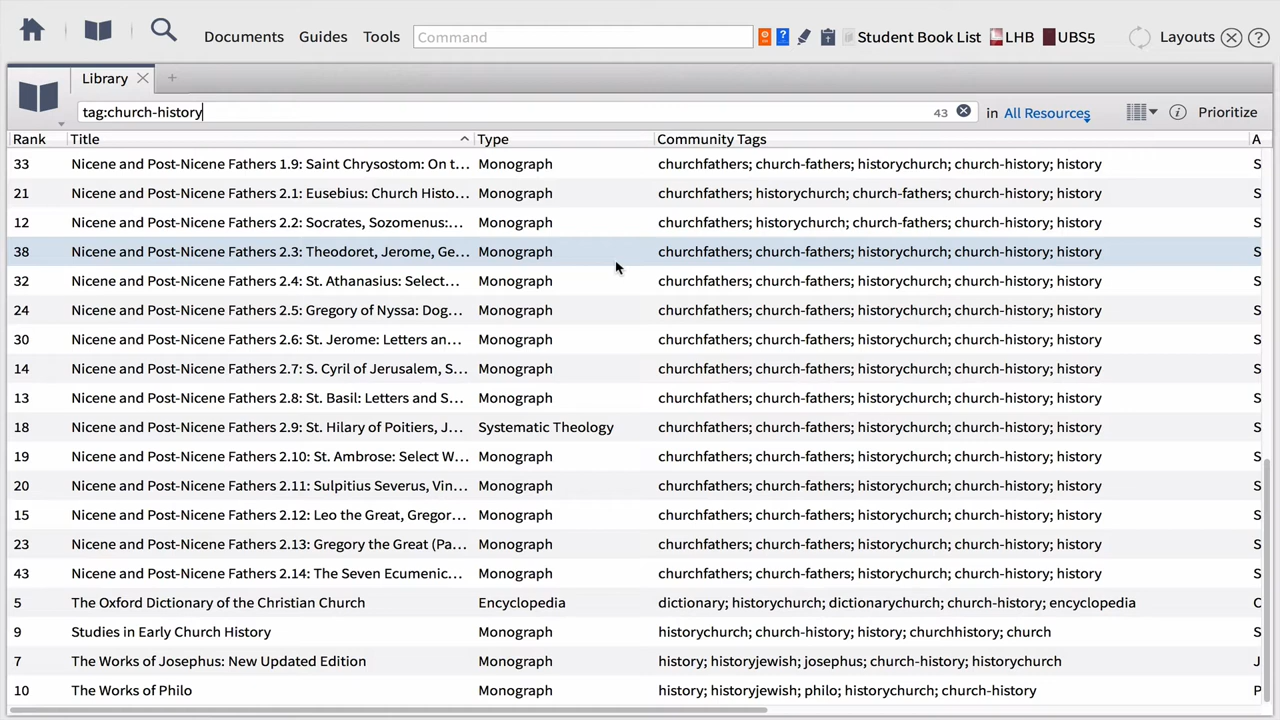 Documents Guides Tools Command Student Book List LHB UBS5 Layouts
Library
tag:church-history 43 in All Resources Prioritize
Rank Title Type Community Tags A
33 Nicene and Post-Nicene Fathers 1.9: Saint Chrysostom: On t... Monograph churchfathers; church-fathers; historychurch; church-history; history S
21 Nicene and Post-Nicene Fathers 2.1: Eusebius: Church Histo... Monograph churchfathers; historychurch; church-fathers; church-history; history S
12 Nicene and Post-Nicene Fathers 2.2: Socrates, Sozomenus:... Monograph churchfathers; historychurch; church-fathers; church-history; history S
38 Nicene and Post-Nicene Fathers 2.3: Theodoret, Jerome, Ge... Monograph churchfathers; church-fathers; historychurch; church-history; history S
32 Nicene and Post-Nicene Fathers 2.4: St. Athanasius: Select... Monograph churchfathers; church-fathers; historychurch; church-history; history S
24 Nicene and Post-Nicene Fathers 2.5: Gregory of Nyssa: Dog... Monograph churchfathers; church-fathers; historychurch; church-history; history S
30 Nicene and Post-Nicene Fathers 2.6: St. Jerome: Letters an... Monograph churchfathers; church-fathers; historychurch; church-history; history S
14 Nicene and Post-Nicene Fathers 2.7: S. Cyril of Jerusalem, S... Monograph churchfathers; church-fathers; historychurch; church-history; history S
13 Nicene and Post-Nicene Fathers 2.8: St. Basil: Letters and S... Monograph churchfathers; church-fathers; historychurch; church-history; history S
18 Nicene and Post-Nicene Fathers 2.9: St. Hilary of Poitiers, J... Systematic Theology churchfathers; church-fathers; historychurch; church-history; history S
19 Nicene and Post-Nicene Fathers 2.10: St. Ambrose: Select W... Monograph churchfathers; church-fathers; historychurch; church-history; history S
20 Nicene and Post-Nicene Fathers 2.11: Sulpitius Severus, Vin... Monograph churchfathers; church-fathers; historychurch; church-history; history S
15 Nicene and Post-Nicene Fathers 2.12: Leo the Great, Gregor... Monograph churchfathers; church-fathers; historychurch; church-history; history S
23 Nicene and Post-Nicene Fathers 2.13: Gregory the Great (Pa... Monograph churchfathers; church-fathers; historychurch; church-history; history S
43 Nicene and Post-Nicene Fathers 2.14: The Seven Ecumenic... Monograph churchfathers; church-fathers; historychurch; church-history; history S
5 The Oxford Dictionary of the Christian Church Encyclopedia dictionary; historychurch; dictionarychurch; church-history; encyclopedia C
9 Studies in Early Church History Monograph historychurch; church-history; history; churchhistory; church S
7 The Works of Josephus: New Updated Edition Monograph history; historyjewish; josephus; church-history; historychurch J
10 The Works of Philo Monograph history; historyjewish; philo; historychurch; church-history P